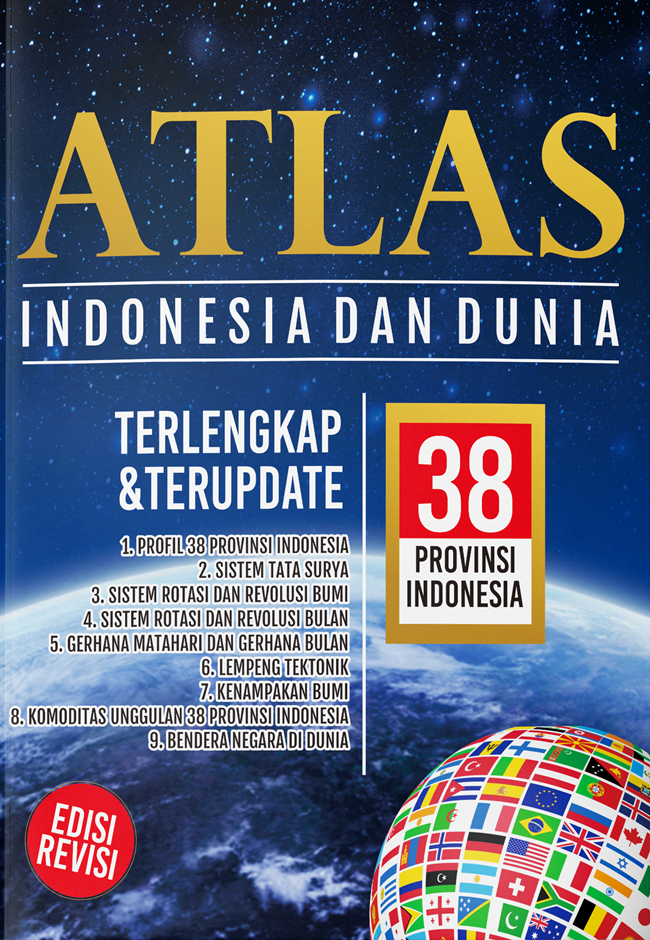 ATLAS
INDONESIA DAN DUNIA
TERLENGKAP
&TERUPDATE
1. PROFIL 38 PROVINSI INDONESIA
2. SISTEM TATA SURYA
3. SISTEM ROTASI DAN REVOLUSI BUMI
4. SISTEM ROTASI DAN REVOLUSI BULAN
5. GERHANA MATAHARI DAN GERHANA BULAN
6. LEMPENG TEKTONIK
7. KENAMPAKAN BUMI
8. KOMODITAS UNGGULAN 38 PROVINSI INDONESIA
9. BENDERA NEGARA DI DUNIA
38
PROVINSI
INDONESIA
EDISI
REVISI